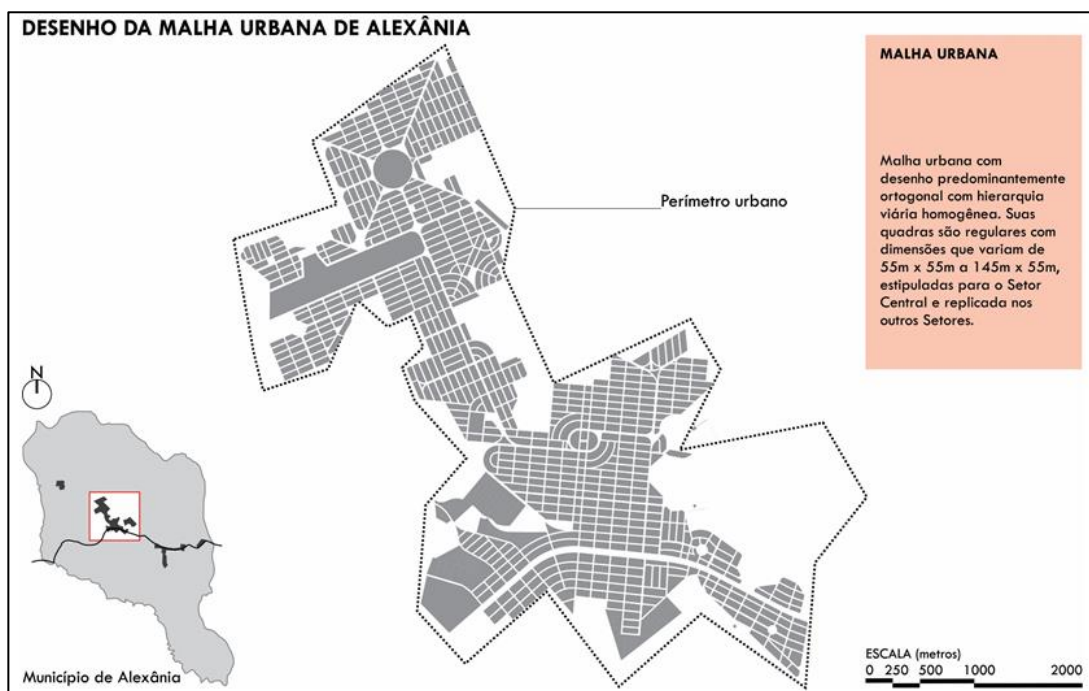 DESENHO DA MALHA URBANA DE ALEXÂNIA
MALHA URBANA
Malha urbana com
desenho predominantemente
ortogonal com hierarquia
viária homogênea. Suas
quadras são regulares com
dimensões que variam de
55m x 55m a 145m x 55m,
estipuladas para o Setor
Central e replicada nos
outros Setores.
Perímetro urbano
N
Município de Alexânia
ESCALA (metros)
0 250 500 1000 2000